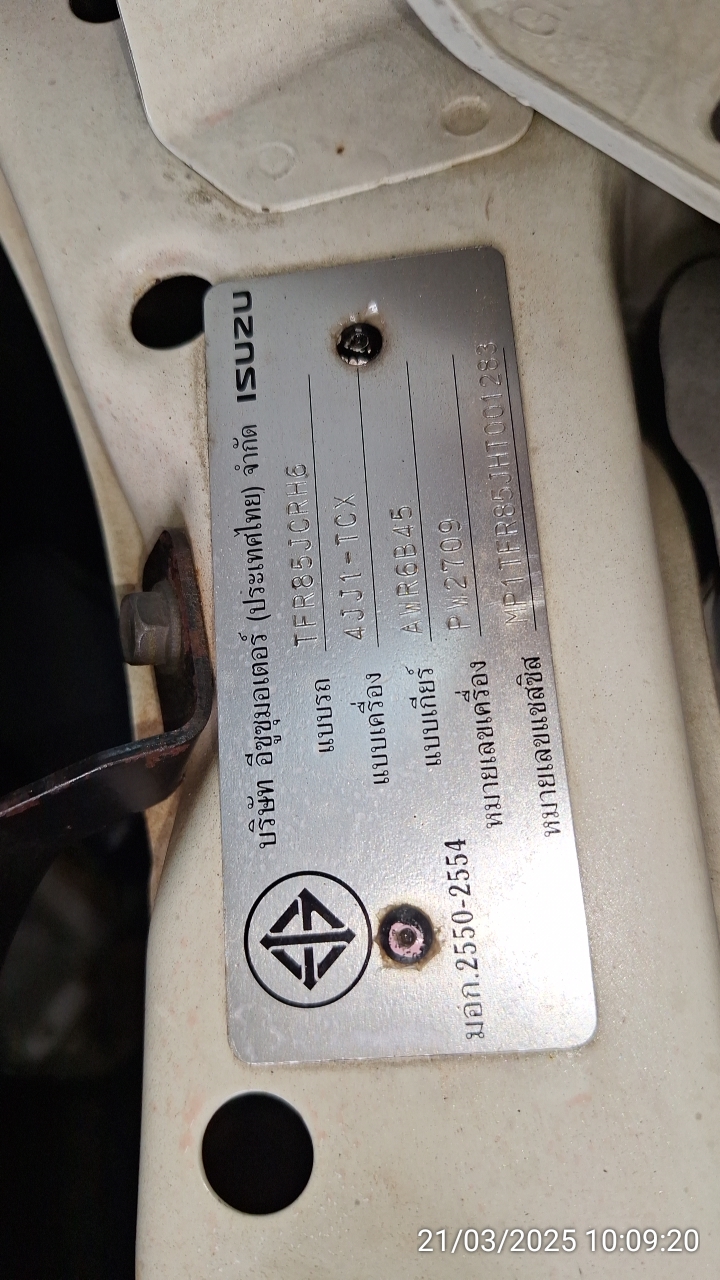 บริษัท อีซูซุมอเตอร์ (ประเทศไทย) จำกัด ISUZU
แบบรถ TFR85JCRH6
แบบเครื่อง 4JJ1-TCX
แบบเกียร์ AWR6B45
หมายเลขเครื่อง PW2709
มอก.2550-2554 หมายเลขแชสซิส MP1TFR85JHT001283
21/03/2025 10:09:20